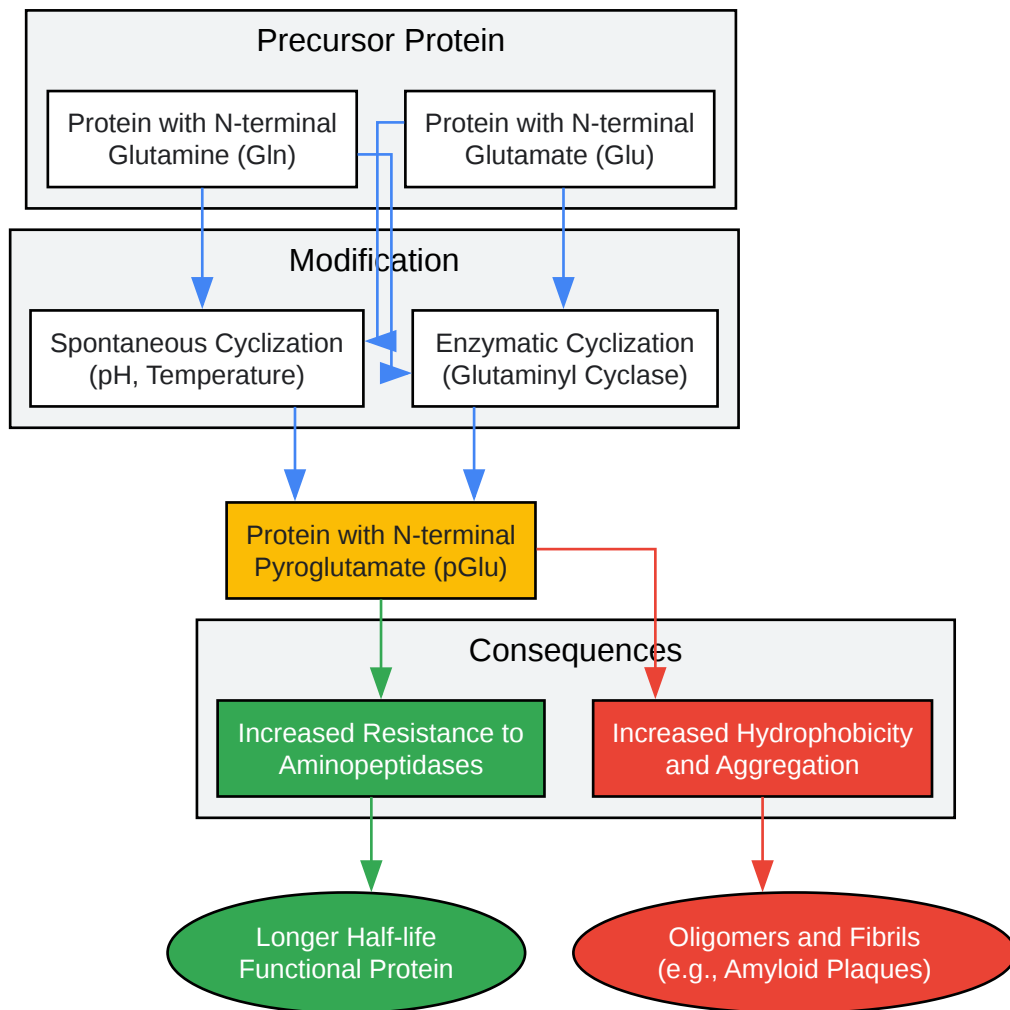 Precursor Protein
Protein with N-terminal
Glutamine (Gln)
Protein with N-terminal
Glutamate (Glu)
Modification
Spontaneous Cyclization
(pH, Temperature)
Enzymatic Cyclization
(Glutaminyl Cyclase)
Protein with N-terminal
Pyroglutamate (pGlu)
Consequences
Increased Resistance to
Aminopeptidases
Increased Hydrophobicity
and Aggregation
Longer Half-life
Functional Protein
Oligomers and Fibrils
(e.g., Amyloid Plaques)